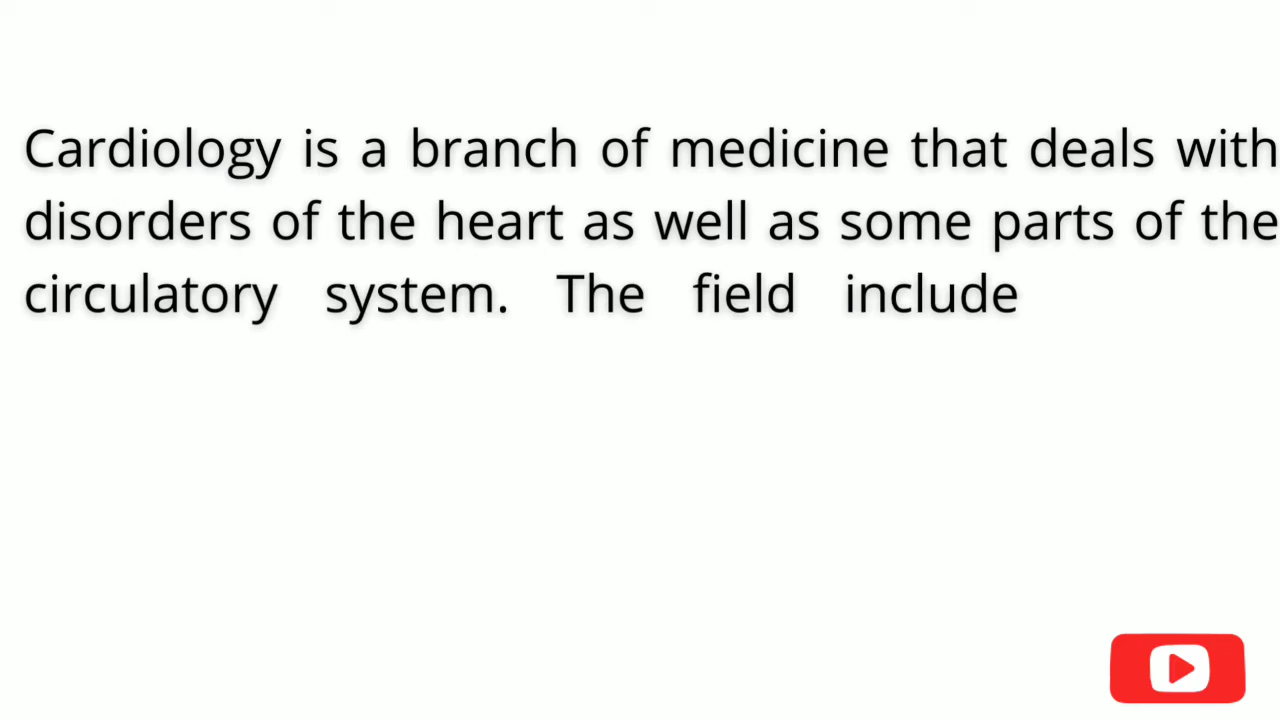 Cardiology is a branch of medicine that deals with
disorders of the heart as well as some parts of the
circulatory system. The field include